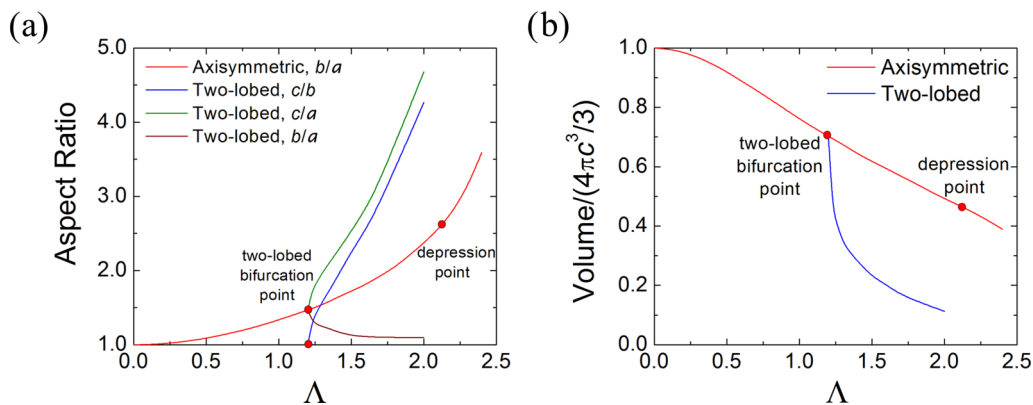 (a)
5.0
4.0
3.0
2.0
1.0
Aspect Ratio
Axisymmetric, b/a
Two-lobed, c/b
Two-lobed, c/a
Two-lobed, b/a
two-lobed
bifurcation
point
depression
point
0.0 0.5 1.0 1.5 2.0 2.5
Λ
(b)
1.0
0.8
0.6
0.4
0.2
0.0
Volume/(4πc³/3)
Axisymmetric
Two-lobed
two-lobed
bifurcation
point
depression
point
0.0 0.5 1.0 1.5 2.0 2.5
Λ